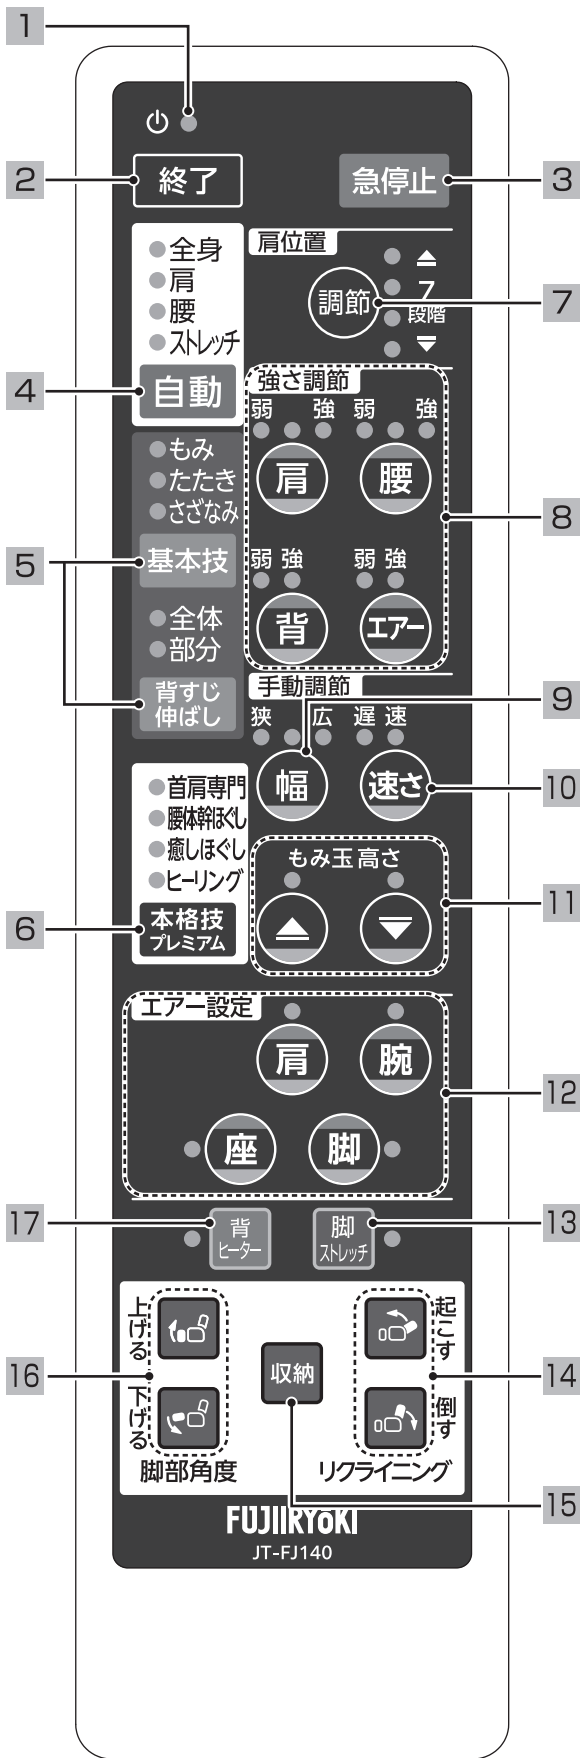 1
2
終了
急停止
3
全身
肩
腰
ストレッチ
4
自動
肩位置
調節
7
段階
7
強さ調節
弱 強 弱 強
肩
腰
8
弱 強 弱 強
背
エアー
もみ
たたき
さざなみ
5
基本技
全体
部分
背すじ
伸ばし
手動調節
狭 広 遅 速
9
幅
速さ
10
首肩専門
腰体幹ほぐし
癒しほぐし
ヒーリング
6
本格技
プレミアム
もみ玉高さ
11
エアー設定
肩
腕
12
座
脚
17
背
ヒーター
脚
ストレッチ
13
上げる
16
下げる
脚部角度
収納
15
起こす
14
倒す
リクライニング
FUJIIRYOKI
JT-FJ140